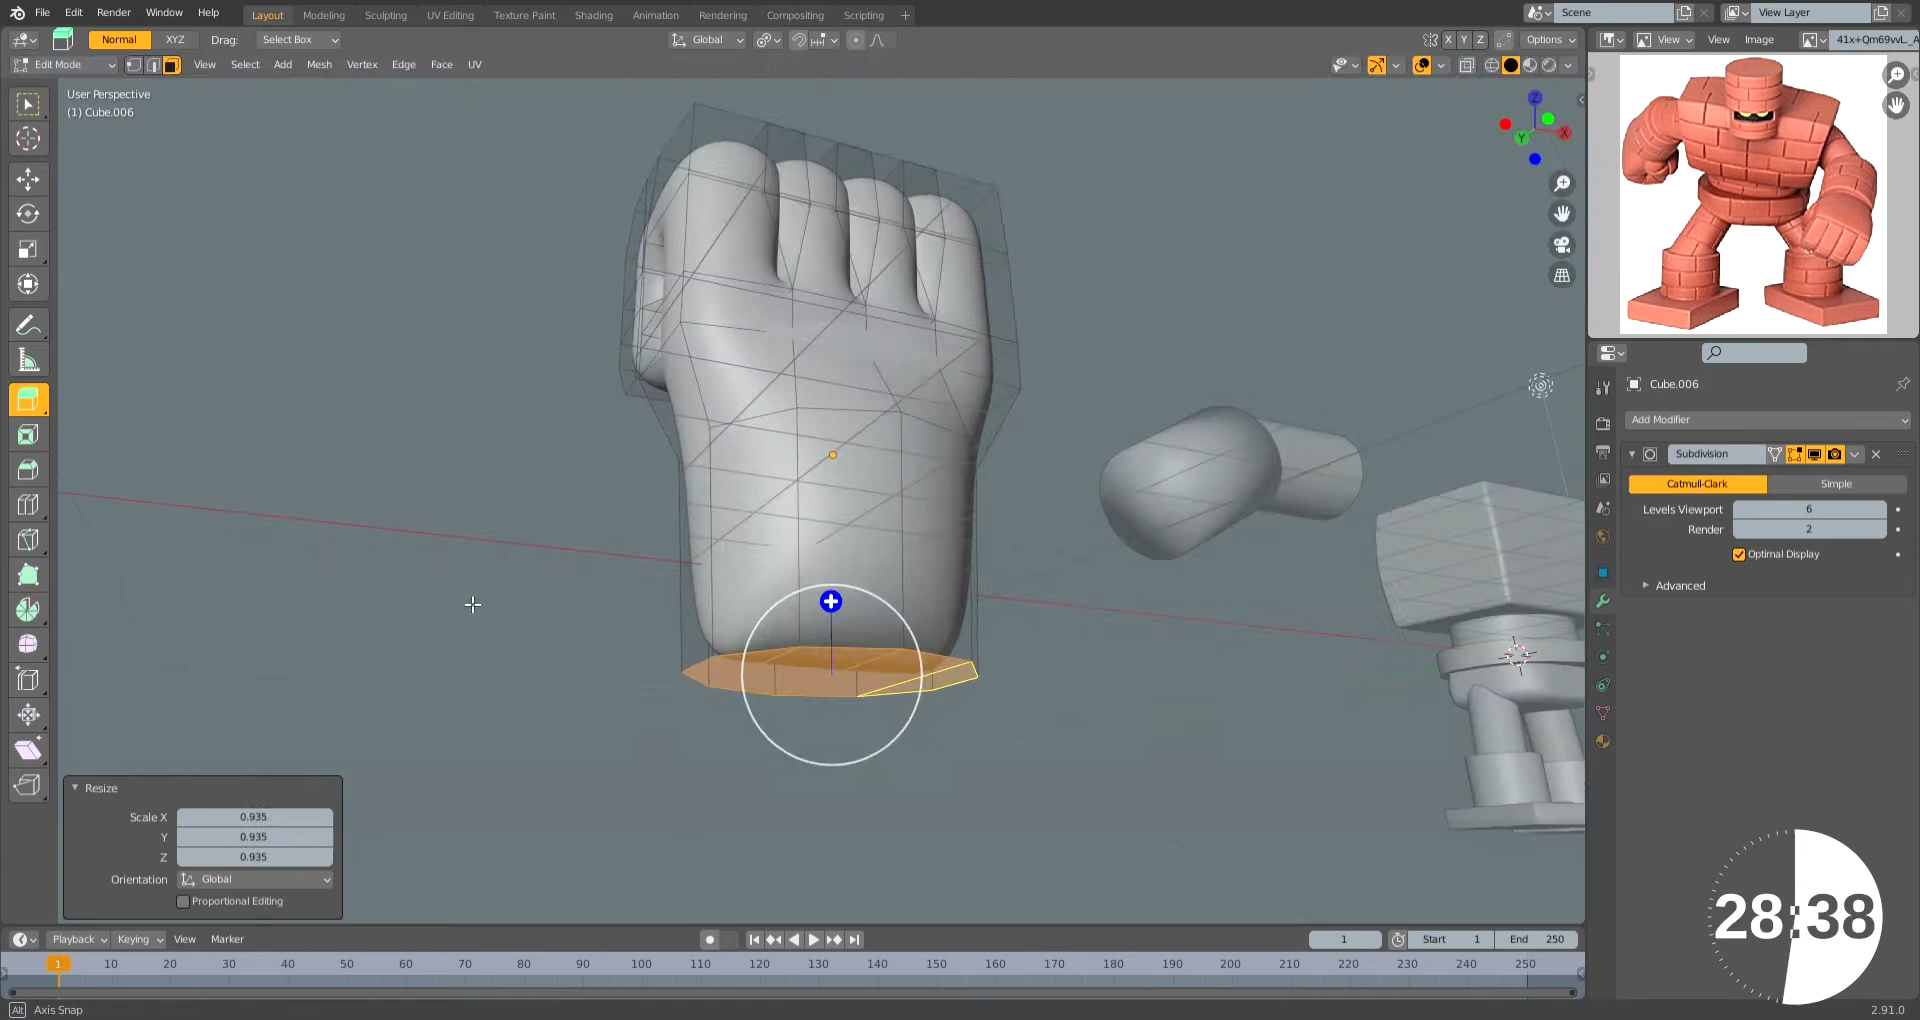 File Edit Render Window Help Layout Modeling Sculpting UV Editing Texture Paint Shading Animation Rendering Compositing Scripting + Scene View Layer
Normal XYZ Drag: Select Box Global X Y Z Options View View Image 41x+Qm69vvL._A
Edit Mode View Select Add Mesh Vertex Edge Face UV
User Perspective
(1) Cube.006
Z
X
Y
Cube.006
Add Modifier
Subdivision
Catmull-Clark Simple
Levels Viewport 6
Render 2
Optimal Display
Advanced
Resize
Scale X 0.935
Y 0.935
Z 0.935
Orientation Global
Proportional Editing
28:38
Playback Keying View Marker 1 Start 1 End 250
1 10 20 30 40 50 60 70 80 90 100 110 120 130 140 150 160 170 180 190 200 210 220 230 240 250
Alt Axis Snap 2.91.0